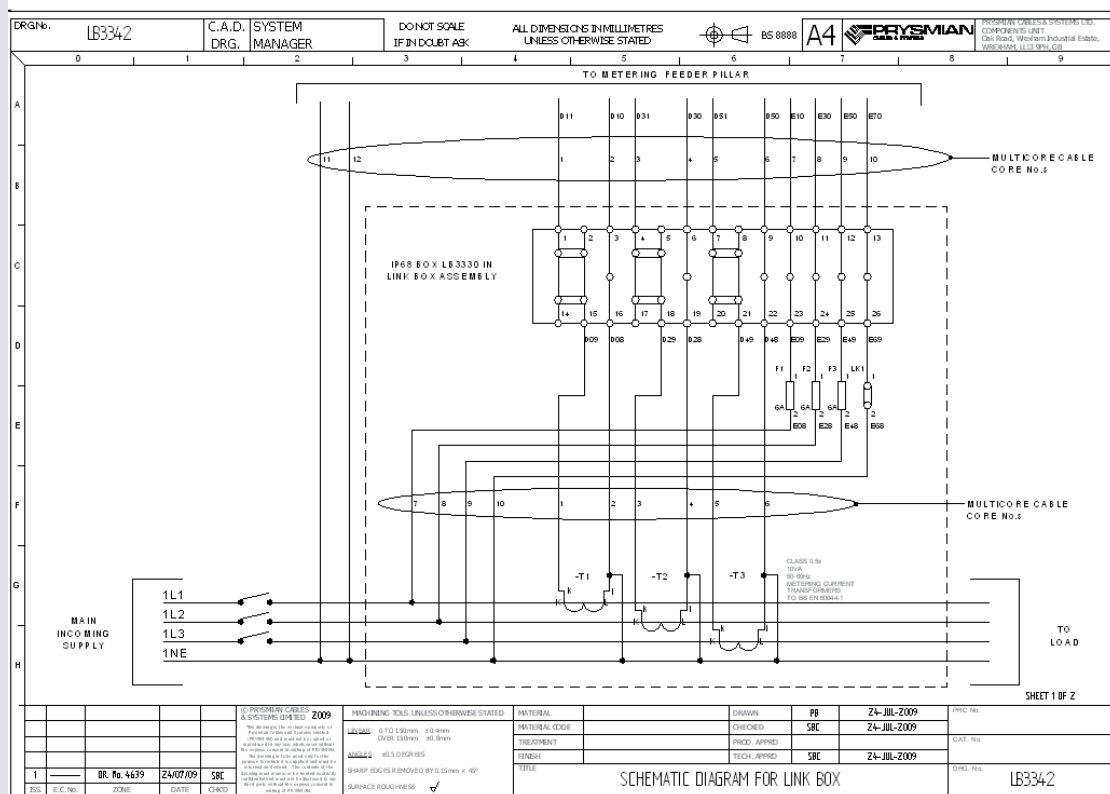 DRG No.
LB3342
C.A.D. SYSTEM
DRG. MANAGER
DO NOT SCALE
IF IN DOUBT ASK
ALL DIMENSIONS IN MILLIMETRES
UNLESS OTHERWISE STATED
BS 8888
A4
PRYSMIAN
CABLES & SYSTEMS
PRYSMIAN CABLES & SYSTEMS LTD.
COMPONENTS UNIT
Oak Road, Wrexham Industrial Estate,
WREXHAM, LL13 9PH, GB
0 1 2 3 4 5 6 7 8 9
TO METERING FEEDER PILLAR
A
D11 D10 D31 D30 D51 D50 E10 E30 E50 E70
11 12 1 2 3 4 5 6 7 8 9 10
MULTICORE CABLE
CORE No.s
B
1 2 3 4 5 6 7 8 9 10 11 12 13
C
IP68 BOX LB3330 IN
LINK BOX ASSEMBLY
14 15 16 17 18 19 20 21 22 23 24 25 26
D
D09 D08 D29 D28 D49 D48 E09 E29 E49 E69
F1 F2 F3 LK1
1 1 1 1
6A 6A 6A
2 2 2 2
E
E08 E28 E48 E68
7 8 9 10 1 2 3 4 5 6
F
MULTICORE CABLE
CORE No.s
CLASS 0.5s
10VA
50-60Hz
METERING CURRENT
TRANSFORMERS
TO BS EN 60044-1
-T1 -T2 -T3
G
k l k l k l
K L K L K L
1L1
1L2
1L3
1NE
MAIN
INCOMING
SUPPLY
TO
LOAD
H
SHEET 1 OF 2
© PRYSMIAN CABLES
& SYSTEMS LIMITED 2009
MACHINING TOLS. UNLESS OTHERWISE STATED
LINEAR: 0 TO 150mm ±0.4mm
OVER 150mm ±0.8mm
ANGLES: ±0.5 DEGREES
SHARP EDGES REMOVED BY 0.15mm × 45°
SURFACE ROUGHNESS
MATERIAL
MATERIAL CODE
TREATMENT
FINISH
DRAWN PB 24-JUL-2009
CHECKED SBC 24-JUL-2009
PROD. APPRD
TECH. APPRD SBC 24-JUL-2009
PRC No.
CAT. No.
DRG. No.
LB3342
TITLE
SCHEMATIC DIAGRAM FOR LINK BOX
1 DR. No. 4639 24/07/09 SBC
ISS. E.C.No. ZONE DATE CHK'D